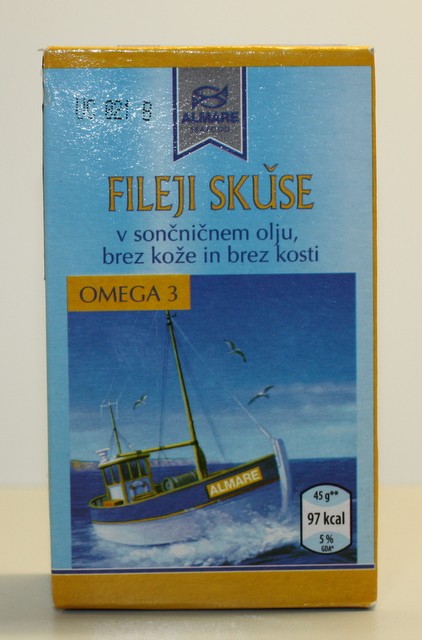 UC 021 B
ALMARE
SEAFOOD
FILEJI SKUŠE
v sončničnem olju,
brez kože in brez kosti
OMEGA 3
ALMARE
45 g**
97 kcal
5 %
GDA*